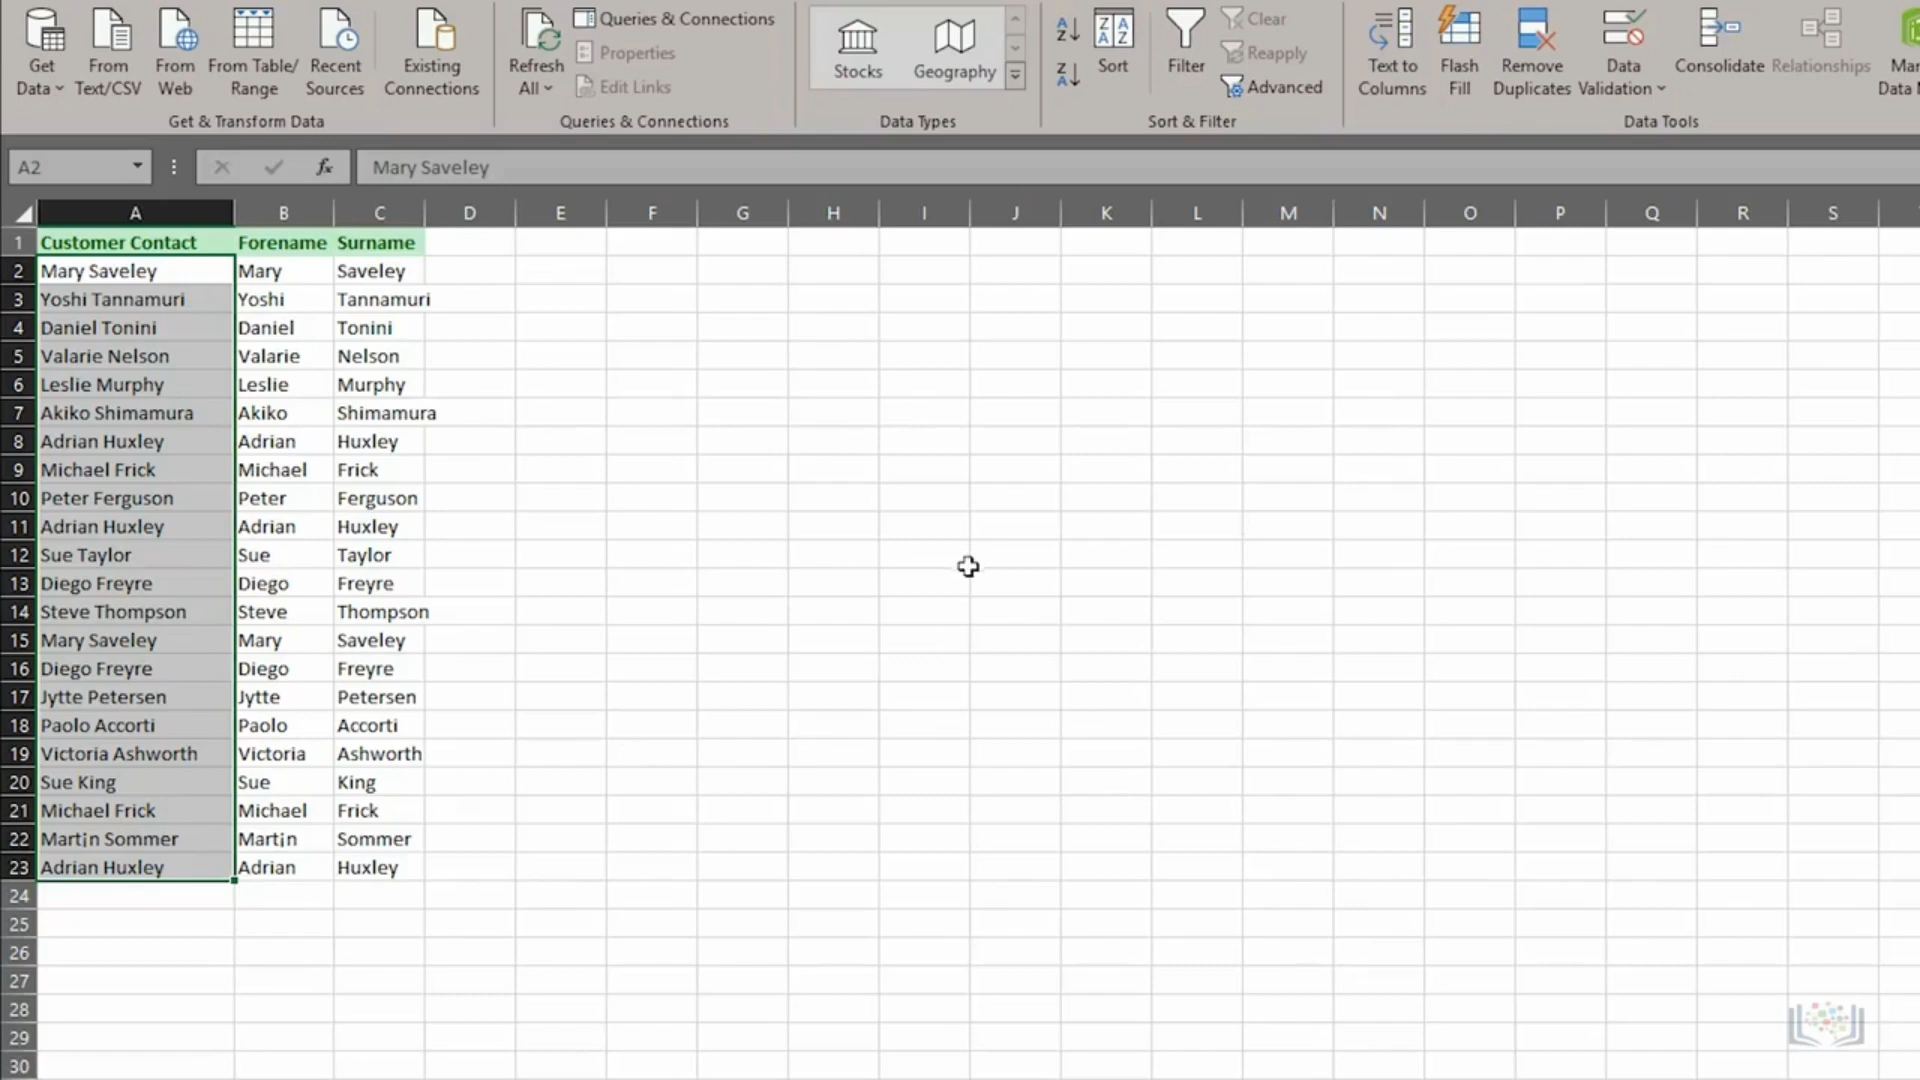 Get Data
From Text/CSV
From Web
From Table/ Range
Recent Sources
Existing Connections
Get & Transform Data
Refresh All
Queries & Connections
Properties
Edit Links
Queries & Connections
Stocks
Geography
Data Types
Sort
Filter
Clear
Reapply
Advanced
Sort & Filter
Text to Columns
Flash Fill
Remove Duplicates
Data Validation
Consolidate
Relationships
Data Tools
A2 fx Mary Saveley
A B C D E F G H I J K L M N O P Q R S
1 Customer Contact Forename Surname
2 Mary Saveley Mary Saveley
3 Yoshi Tannamuri Yoshi Tannamuri
4 Daniel Tonini Daniel Tonini
5 Valarie Nelson Valarie Nelson
6 Leslie Murphy Leslie Murphy
7 Akiko Shimamura Akiko Shimamura
8 Adrian Huxley Adrian Huxley
9 Michael Frick Michael Frick
10 Peter Ferguson Peter Ferguson
11 Adrian Huxley Adrian Huxley
12 Sue Taylor Sue Taylor
13 Diego Freyre Diego Freyre
14 Steve Thompson Steve Thompson
15 Mary Saveley Mary Saveley
16 Diego Freyre Diego Freyre
17 Jytte Petersen Jytte Petersen
18 Paolo Accorti Paolo Accorti
19 Victoria Ashworth Victoria Ashworth
20 Sue King Sue King
21 Michael Frick Michael Frick
22 Martin Sommer Martin Sommer
23 Adrian Huxley Adrian Huxley
24
25
26
27
28
29
30